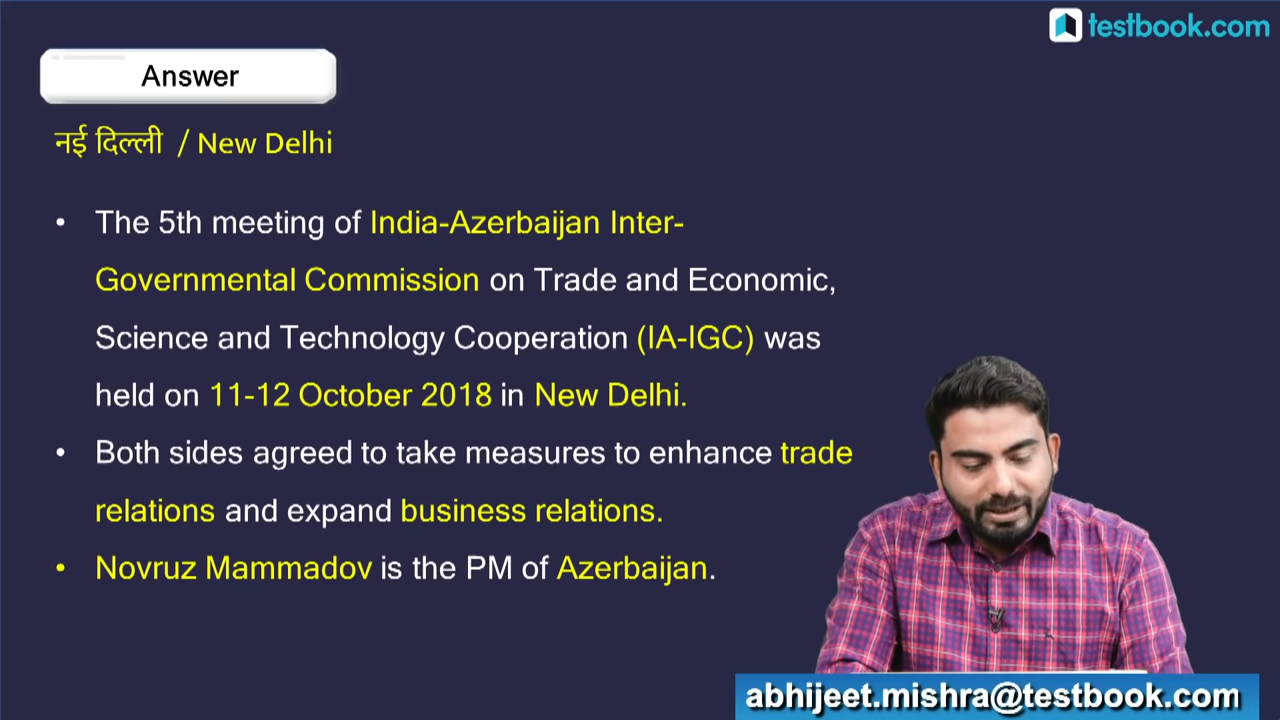 testbook.com
Answer
नई दिल्ली / New Delhi
• The 5th meeting of India-Azerbaijan Inter-
Governmental Commission on Trade and Economic,
Science and Technology Cooperation (IA-IGC) was
held on 11-12 October 2018 in New Delhi.
• Both sides agreed to take measures to enhance trade
relations and expand business relations.
• Novruz Mammadov is the PM of Azerbaijan.
abhijeet.mishra@testbook.com